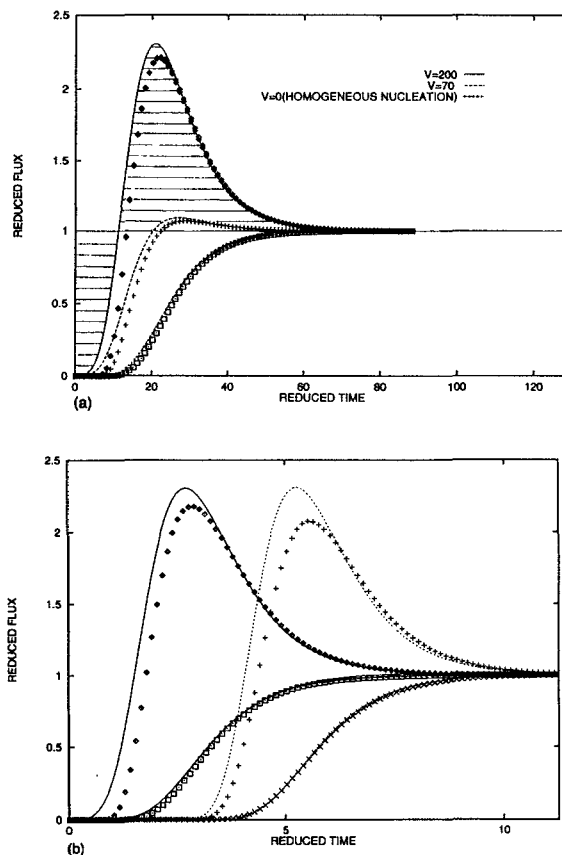 2.5
2
1.5
1
0.5
0
REDUCED FLUX
V=200
V=70
V=0(HOMOGENEOUS NUCLEATION)
0 20 40 60 80 100 120
REDUCED TIME
(a)
2.5
2
1.5
1
0.5
0
REDUCED FLUX
0 5 10
REDUCED TIME
(b)